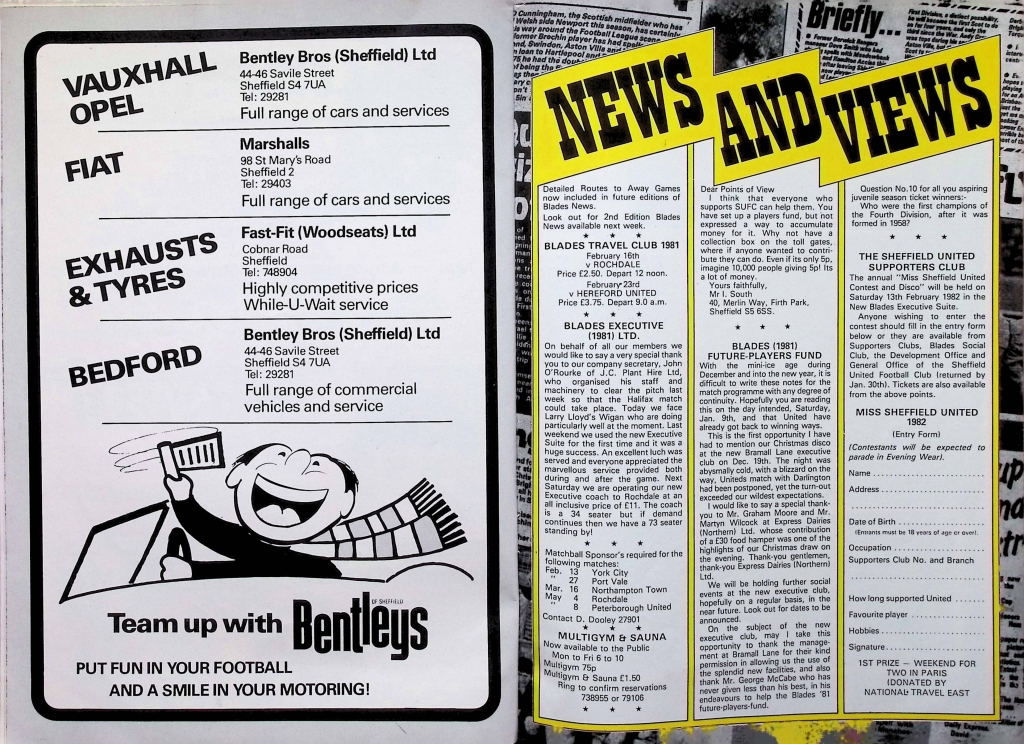 VAUXHALL
OPEL
Bentley Bros (Sheffield) Ltd
44-46 Savile Street
Sheffield S4 7UA
Tel: 29281
Full range of cars and services
FIAT
Marshalls
98 St Mary's Road
Sheffield 2
Tel: 29403
Full range of cars and services
EXHAUSTS
& TYRES
Fast-Fit (Woodseats) Ltd
Cobnar Road
Sheffield
Tel: 748904
Highly competitive prices
While-U-Wait service
BEDFORD
Bentley Bros (Sheffield) Ltd
44-46 Savile Street
Sheffield S4 7UA
Tel: 29281
Full range of commercial
vehicles and service
Team up with Bentleys
OF SHEFFIELD
PUT FUN IN YOUR FOOTBALL
AND A SMILE IN YOUR MOTORING!
Cunningham, the Scottish midfielder who has
Briefly...
NEWS AND VIEWS
Detailed Routes to Away Games
now included in future editions of
Blades News.
Look out for 2nd Edition Blades
News available next week.
★ ★ ★
BLADES TRAVEL CLUB 1981
February 16th
v ROCHDALE
Price £2.50. Depart 12 noon.
February 23rd
v HEREFORD UNITED
Price £3.75. Depart 9.0 a.m.
★ ★ ★
BLADES EXECUTIVE
(1981) LTD.
On behalf of all our members we
would like to say a very special thank
you to our company secretary, John
O'Rourke of J.C. Plant Hire Ltd,
who organised his staff and
machinery to clear the pitch last
week so that the Halifax match
could take place. Today we face
Larry Lloyd's Wigan who are doing
particularly well at the moment. Last
weekend we used the new Executive
Suite for the first time and it was a
huge success. An excellent luch was
served and everyone appreciated the
marvellous service provided both
during and after the game. Next
Saturday we are operating our new
Executive coach to Rochdale at an
all inclusive price of £11. The coach
is a 34 seater but if demand
continues then we have a 73 seater
standing by!
★ ★ ★
Matchball Sponsor's required for the
following matches:
Feb. 13 York City
" 27 Port Vale
Mar. 16 Northampton Town
May 4 Rochdale
" 8 Peterborough United
Contact D. Dooley 27901
★ ★ ★
MULTIGYM & SAUNA
Now available to the Public
Mon to Fri 6 to 10
Multigym 75p
Multigym & Sauna £1.50
Ring to confirm reservations
738955 or 79106
★ ★ ★
Dear Points of View
I think that everyone who
supports SUFC can help them. You
have set up a players fund, but not
expressed a way to accumulate
money for it. Why not have a
collection box on the toll gates,
where everyone wanted to contri-
bute they can do. Even if its only 5p,
imagine 10,000 people giving 5p! Its
a lot of money.
Yours faithfully,
Mr I. South
40, Merlin Way, Firth Park,
Sheffield S5 6SS.
★ ★ ★
BLADES (1981)
FUTURE-PLAYERS FUND
With the mini-ice age during
December and into the new year, it is
difficult to write these notes for the
match programme with any degree of
continuity. Hopefully you are reading
this on the day intended, Saturday,
Jan. 9th, and that United have
already got back to winning ways.
This is the first opportunity I have
had to mention our Christmas disco
at the new Bramall Lane executive
club on Dec. 19th. The night was
abysmally cold, with a blizzard on the
way, Uniteds match with Darlington
had been postponed, yet the turn-out
exceeded our wildest expectations.
I would like to say a special thank-
you to Mr. Graham Moore and Mr.
Martyn Wilcock at Express Dairies
(Northern) Ltd. whose contribution
of a £30 food hamper was one of the
highlights of our Christmas draw on
the evening. Thank-you gentlemen,
thank-you Express Dairies (Northern)
Ltd.
We will be holding further social
events at the new executive club,
hopefully on a regular basis, in the
near future. Look out for dates to be
announced.
On the subject of the new
executive club, may I take this
opportunity to thank the manage-
ment at Bramall Lane for their kind
permission in allowing us the use of
the splendid new facilities, and also
thank Mr. George McCabe who has
never given less than his best, in his
endeavours to help the Blades '81
future-players-fund.
Question No.10 for all you aspiring
juvenile season ticket winners:-
Who were the first champions of
the Fourth Division, after it was
formed in 1958?
★ ★ ★
THE SHEFFIELD UNITED
SUPPORTERS CLUB
The annual "Miss Sheffield United
Contest and Disco" will be held on
Saturday 13th February 1982 in the
New Blades Executive Suite.
Anyone wishing to enter the
contest should fill in the entry form
below or they are available from
Supporters Clubs, Blades Social
Club, the Development Office and
General Office of the Sheffield
United Football Club (returned by
Jan. 30th). Tickets are also available
from the above points.
MISS SHEFFIELD UNITED
1982
(Entry Form)
(Contestants will be expected to
parade in Evening Wear).
Name
Address
Date of Birth
(Entrants must be 18 years of age or over).
Occupation
Supporters Club No. and Branch
How long supported United
Favourite player
Hobbies
Signature
1ST PRIZE — WEEKEND FOR
TWO IN PARIS
(DONATED BY
NATIONAL TRAVEL EAST